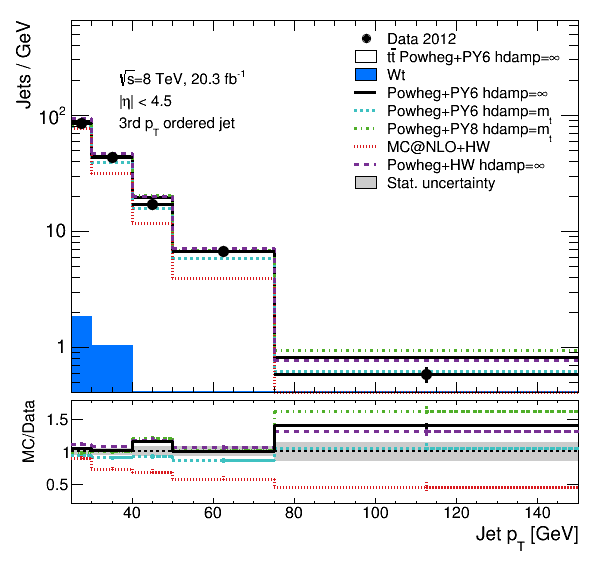 Jets / GeV
10²
10
1
√s=8 TeV, 20.3 fb⁻¹
|η| < 4.5
3rd p_T ordered jet
Data 2012
tt̄ Powheg+PY6 hdamp=∞
Wt
Powheg+PY6 hdamp=∞
Powheg+PY6 hdamp=m_t
Powheg+PY8 hdamp=m_t
MC@NLO+HW
Powheg+HW hdamp=∞
Stat. uncertainty
MC/Data
1.5
1
0.5
40 60 80 100 120 140
Jet p_T [GeV]